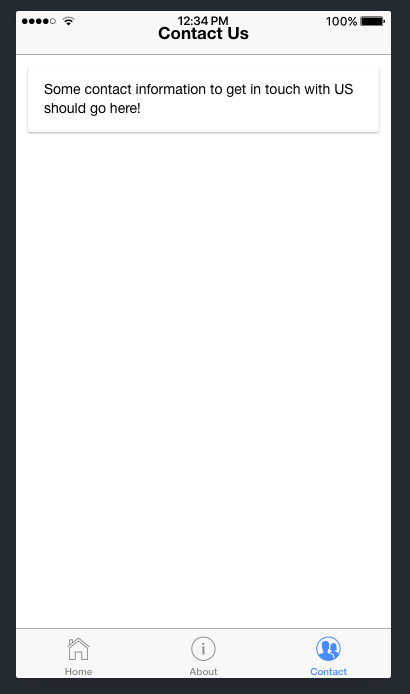 12:34 PM 100%
Contact Us
Some contact information to get in touch with US
should go here!
Home About Contact